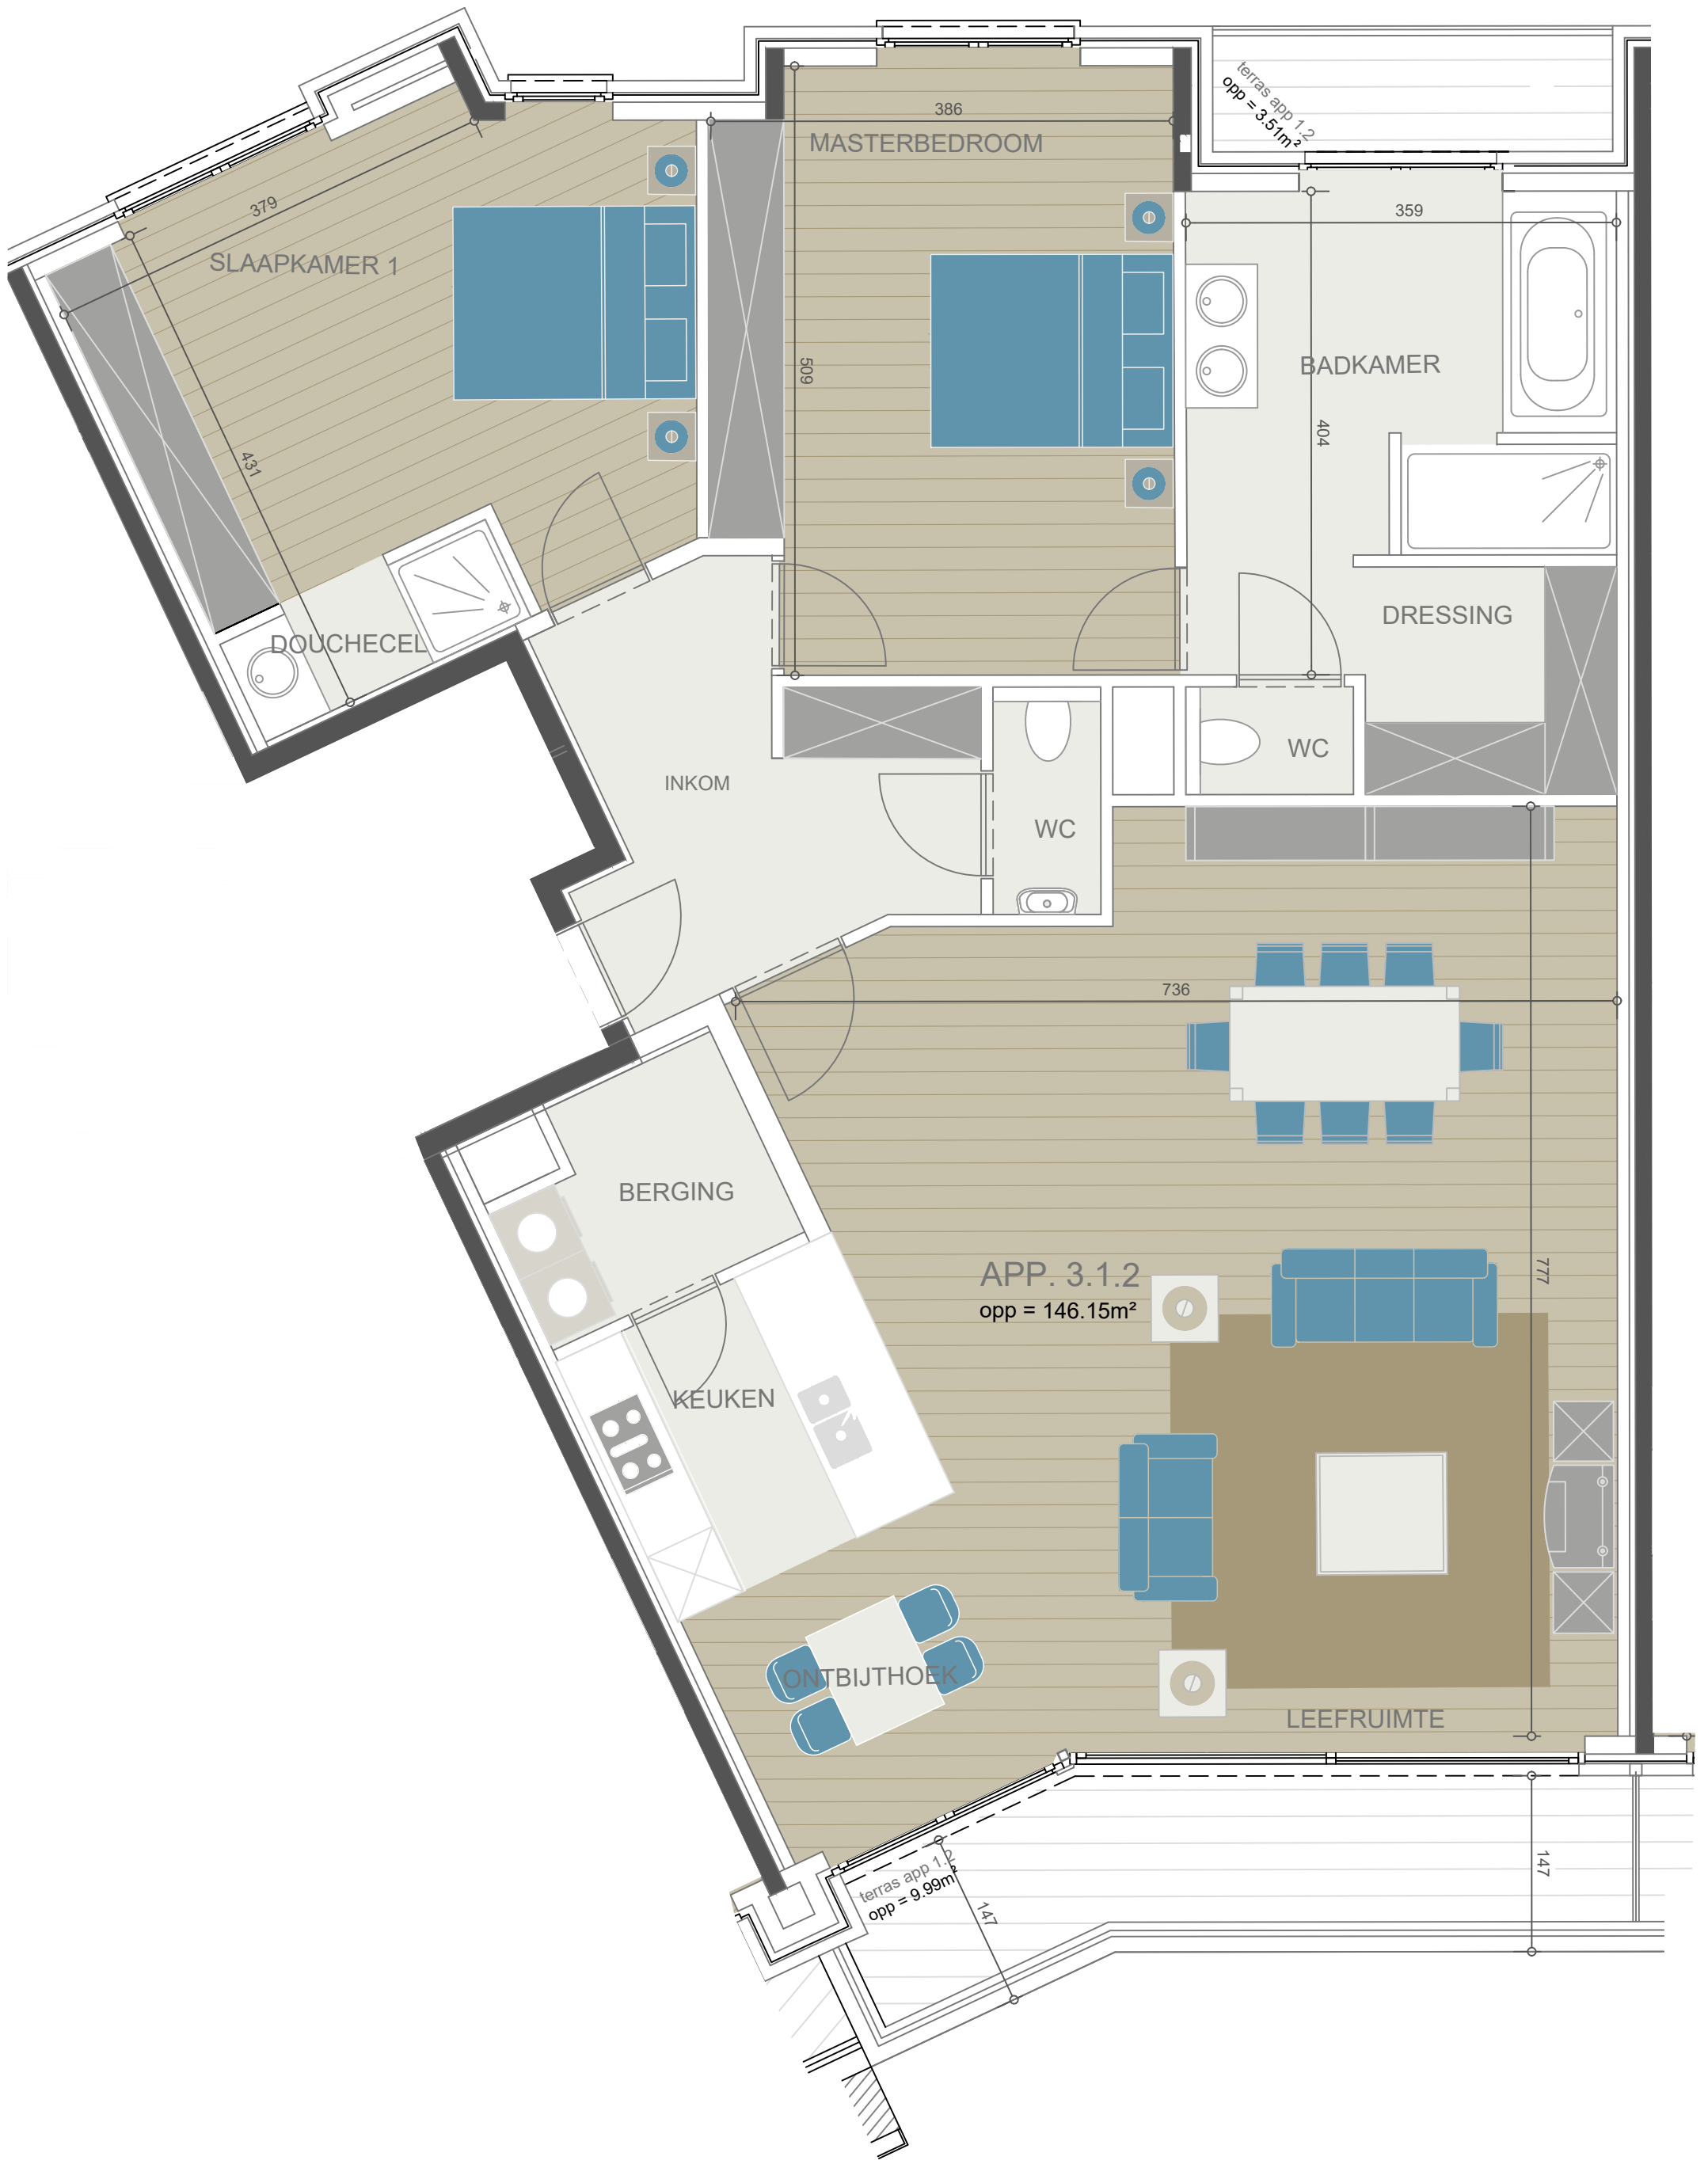 terras app 1.2
opp = 3.51m²
386
MASTERBEDROOM
379
359
SLAAPKAMER 1
509
BADKAMER
404
431
DRESSING
DOUCHECEL
WC
INKOM
WC
736
BERGING
APP. 3.1.2
opp = 146.15m²
777
KEUKEN
ONTBIJTHOEK
LEEFRUIMTE
terras app 1.2
opp = 9.99m²
147
147